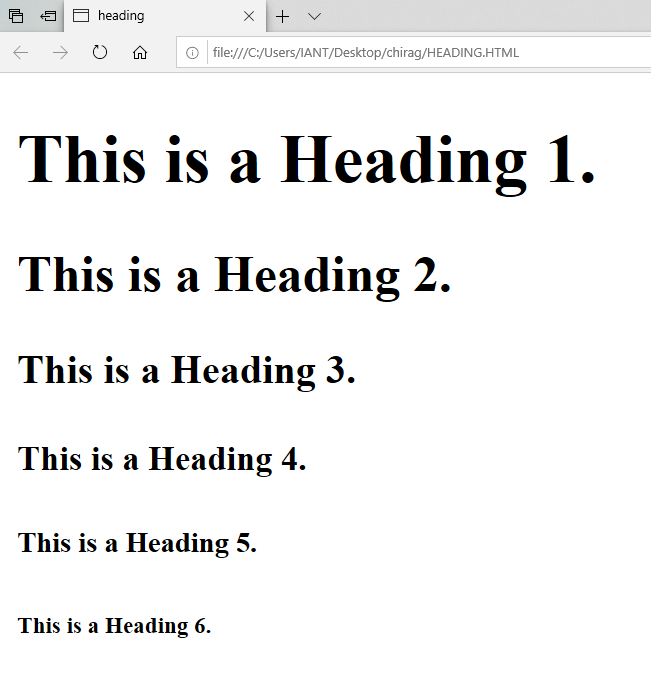 heading
file:///C:/Users/IANT/Desktop/chirag/HEADING.HTML
This is a Heading 1.
This is a Heading 2.
This is a Heading 3.
This is a Heading 4.
This is a Heading 5.
This is a Heading 6.